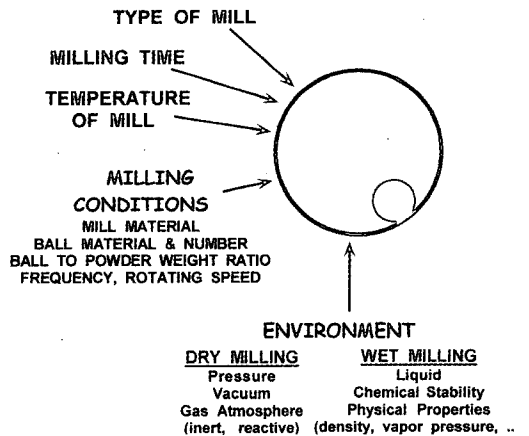 TYPE OF MILL
MILLING TIME
TEMPERATURE
OF MILL
MILLING
CONDITIONS
MILL MATERIAL
BALL MATERIAL & NUMBER
BALL TO POWDER WEIGHT RATIO
FREQUENCY, ROTATING SPEED
ENVIRONMENT
DRY MILLING
Pressure
Vacuum
Gas Atmosphere
(inert, reactive)
WET MILLING
Liquid
Chemical Stability
Physical Properties
(density, vapor pressure, ..